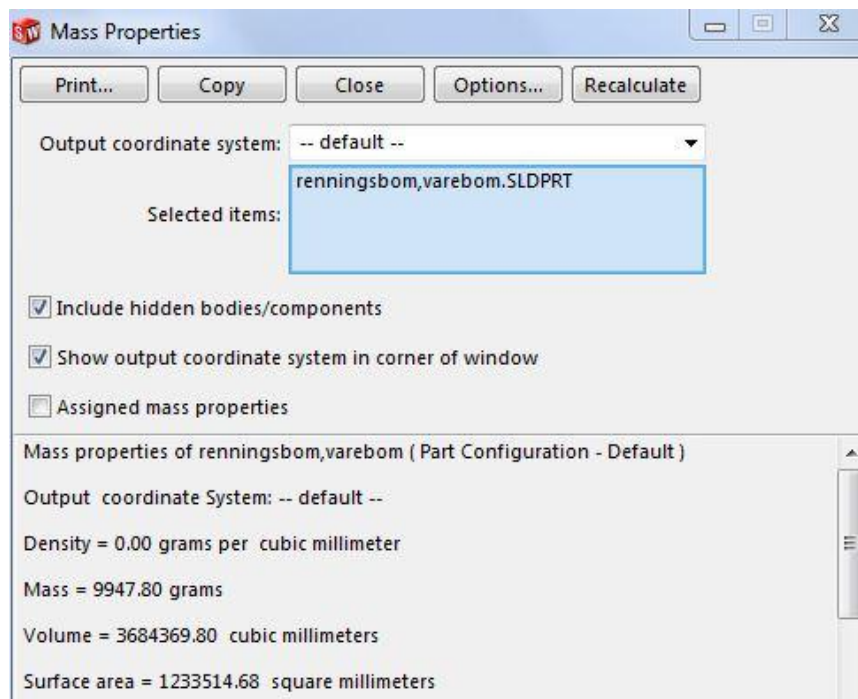 SW Mass Properties
Print... Copy Close Options... Recalculate
Output coordinate system: -- default --
renningsbom,varebom.SLDPRT
Selected items:
Include hidden bodies/components
Show output coordinate system in corner of window
Assigned mass properties
Mass properties of renningsbom,varebom ( Part Configuration - Default )
Output coordinate System: -- default --
Density = 0.00 grams per cubic millimeter
Mass = 9947.80 grams
Volume = 3684369.80 cubic millimeters
Surface area = 1233514.68 square millimeters